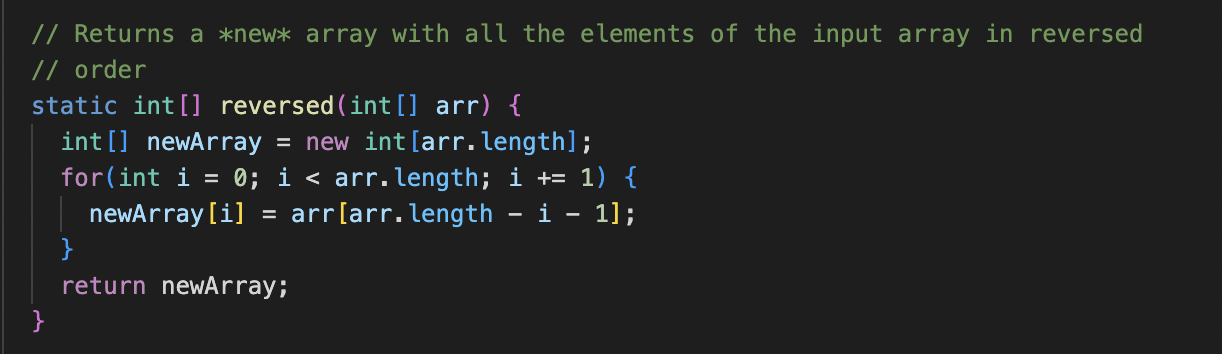 // Returns a *new* array with all the elements of the input array in reversed
// order
static int[] reversed(int[] arr) {
  int[] newArray = new int[arr.length];
  for(int i = 0; i < arr.length; i += 1) {
    newArray[i] = arr[arr.length - i - 1];
  }
  return newArray;
}